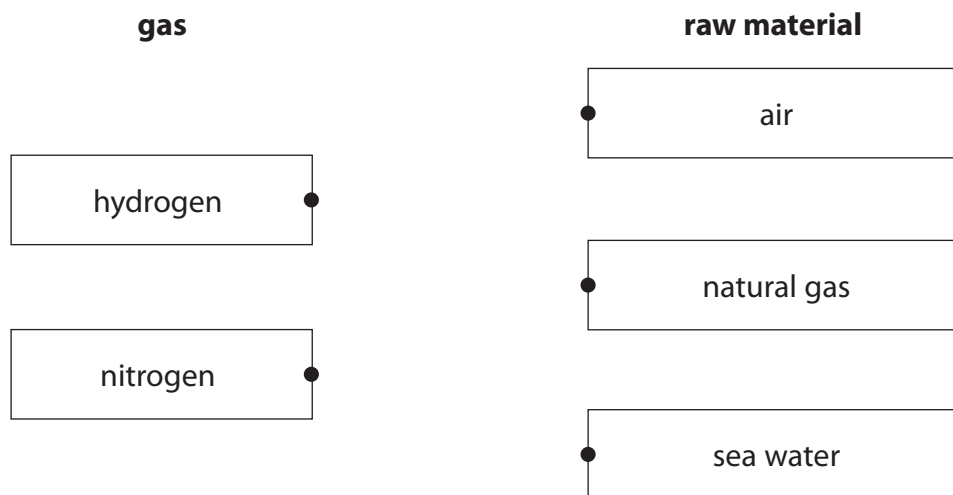 gas
raw material
air
hydrogen
natural gas
nitrogen
sea water